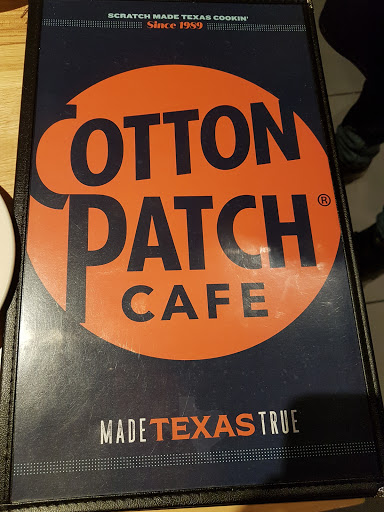 SCRATCH MADE TEXAS COOKIN'
Since 1989
COTTON
PATCH®
CAFE
MADE TEXAS TRUE